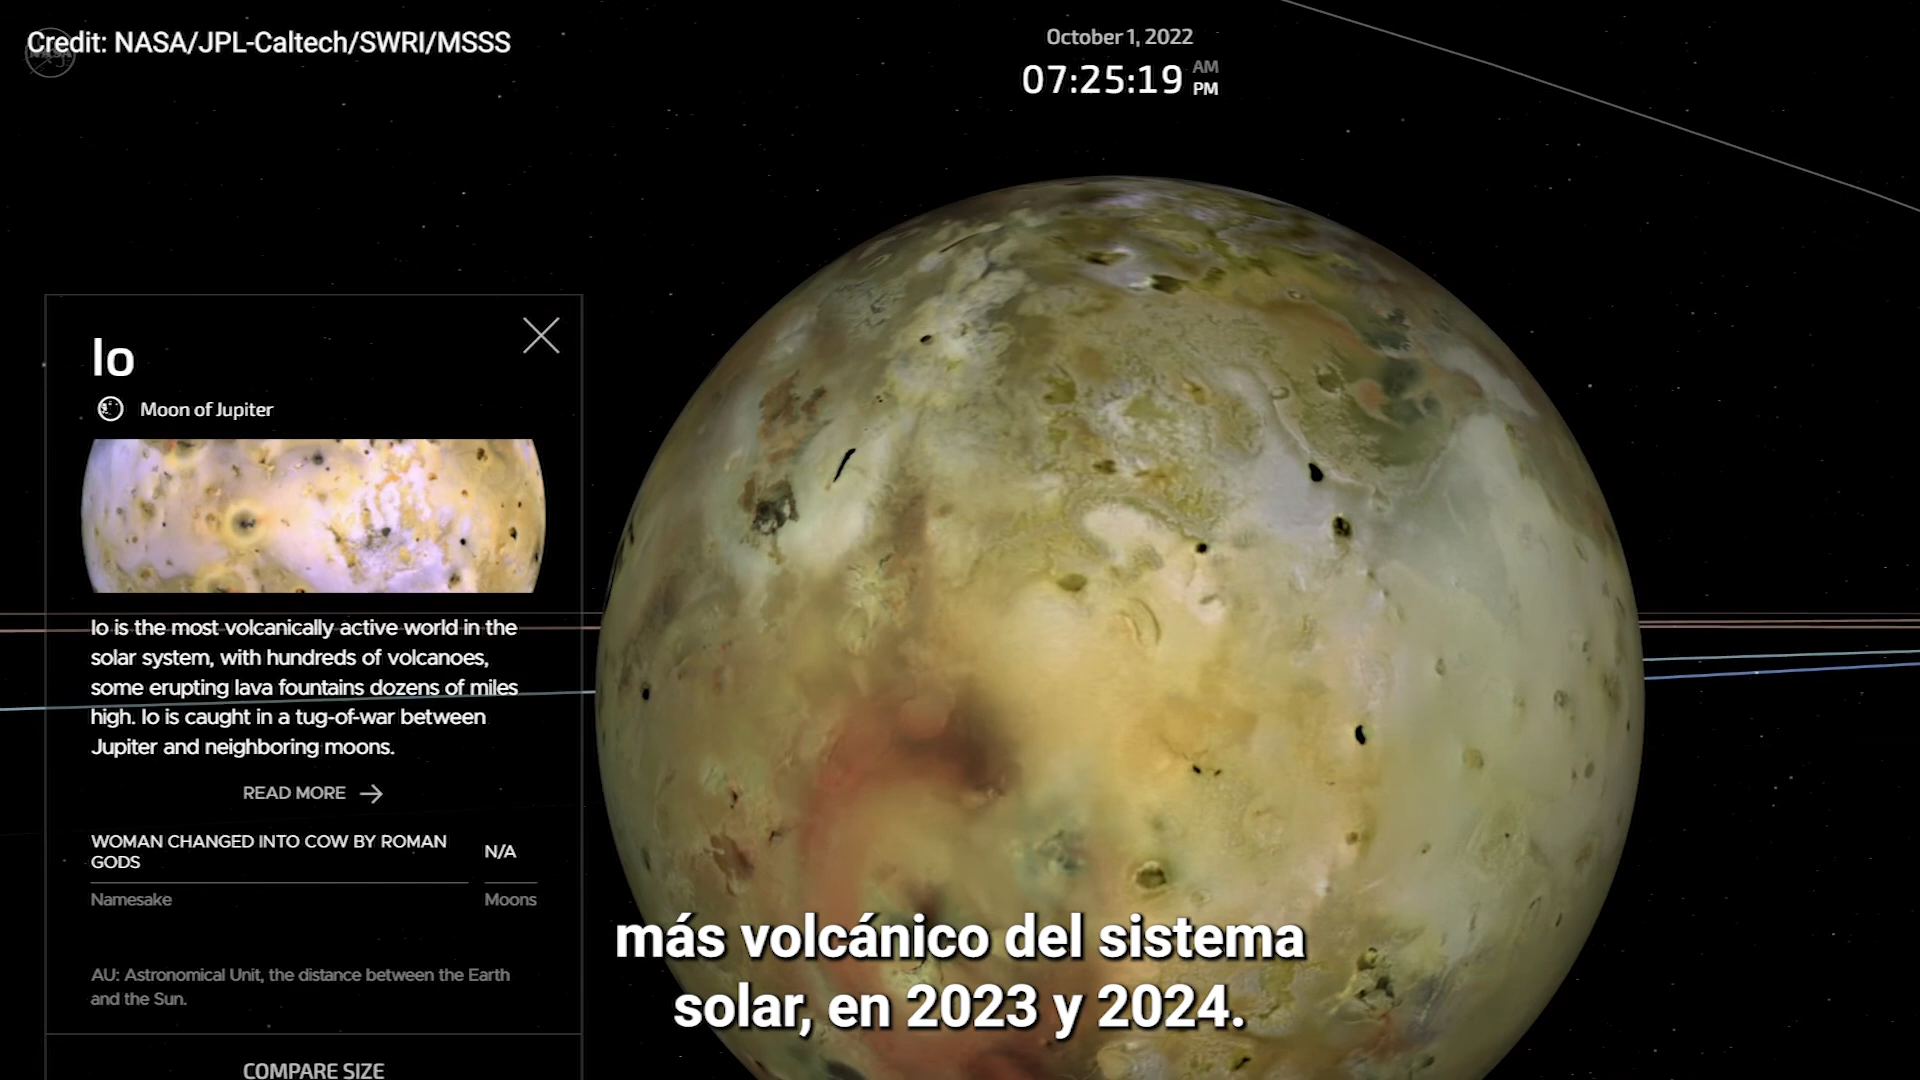 Credit: NASA/JPL-Caltech/SWRI/MSSS
October 1, 2022
07:25:19 AM
PM
Io
Moon of Jupiter
Io is the most volcanically active world in the
solar system, with hundreds of volcanoes,
some erupting lava fountains dozens of miles
high. Io is caught in a tug-of-war between
Jupiter and neighboring moons.
READ MORE
WOMAN CHANGED INTO COW BY ROMAN
GODS
Namesake
N/A
Moons
AU: Astronomical Unit, the distance between the Earth
and the Sun.
COMPARE SIZE
más volcánico del sistema
solar, en 2023 y 2024.